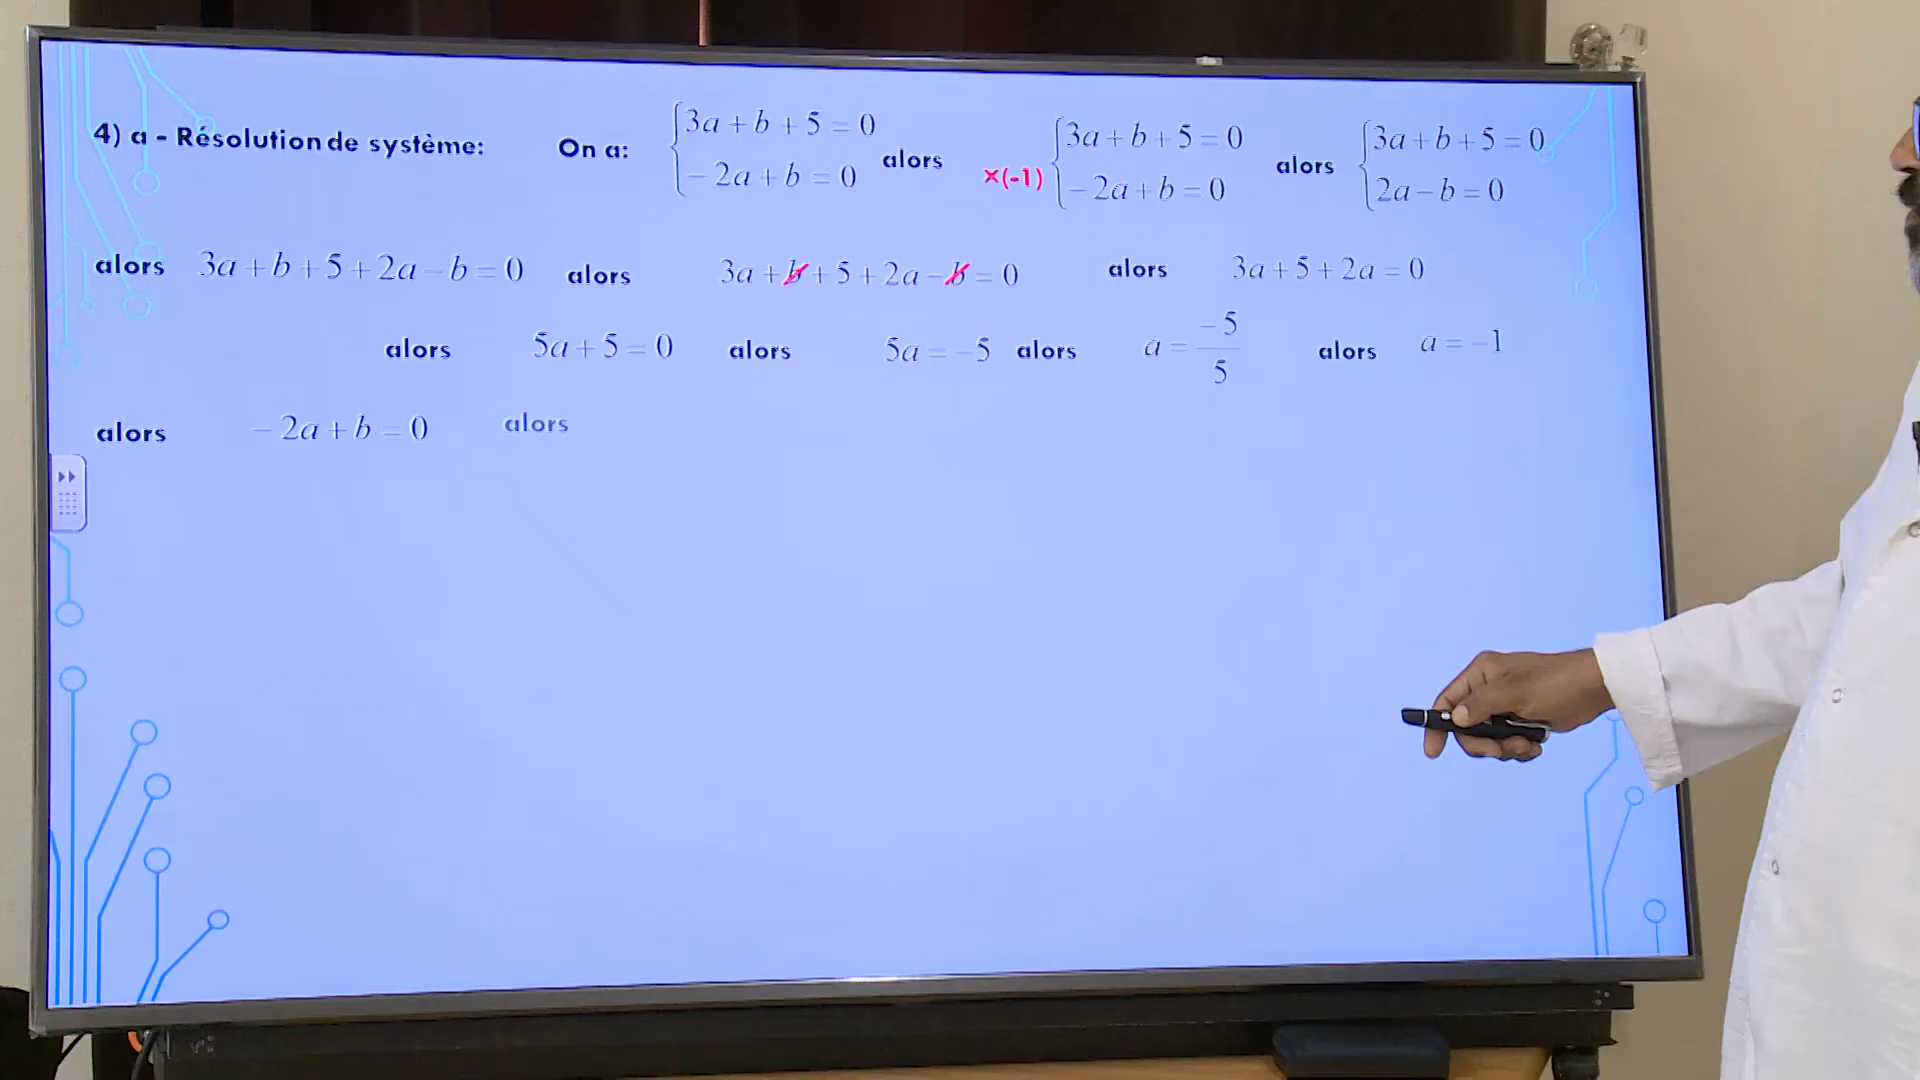 4) a - Résolution de système: On a: {3a + b + 5 = 0 alors ×(-1) {3a + b + 5 = 0 alors {3a + b + 5 = 0
- 2a + b = 0 - 2a + b = 0 2a - b = 0
alors 3a + b + 5 + 2a - b = 0 alors 3a + b + 5 + 2a - b = 0 alors 3a + 5 + 2a = 0
alors 5a + 5 = 0 alors 5a = -5 alors a = -5/5 alors a = -1
alors - 2a + b = 0 alors